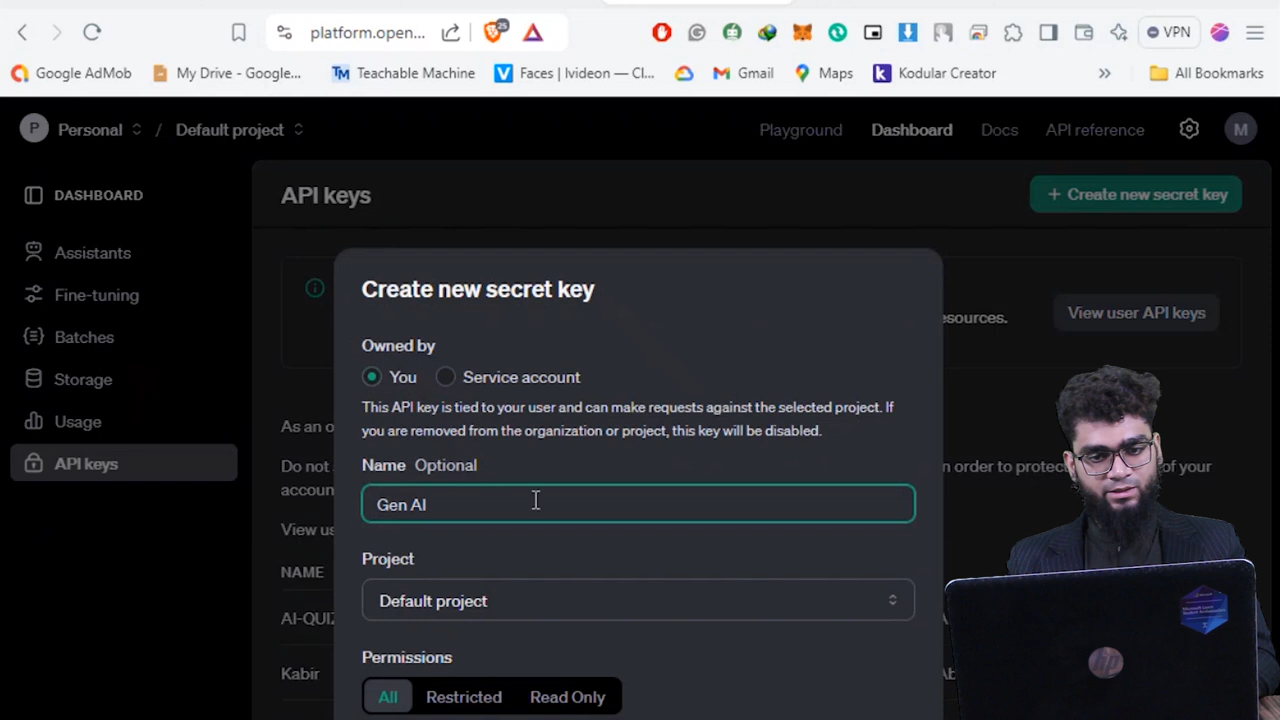 platform.open...
25
VPN
Google AdMob
My Drive - Google...
TM Teachable Machine
V Faces | Ivideon — Cl...
Gmail
Maps
Kodular Creator
»
All Bookmarks
P Personal / Default project
Playground
Dashboard
Docs
API reference
M
DASHBOARD
Assistants
Fine-tuning
Batches
Storage
Usage
API keys
API keys
+ Create new secret key
esources.
View user API keys
As an o
Do not
accoun
n order to protec
of your
View us
NAME
AI-QUIZ
Kabir
Create new secret key
Owned by
You
Service account
This API key is tied to your user and can make requests against the selected project. If
you are removed from the organization or project, this key will be disabled.
Name Optional
Gen AI
Project
Default project
Permissions
All
Restricted
Read Only
hp